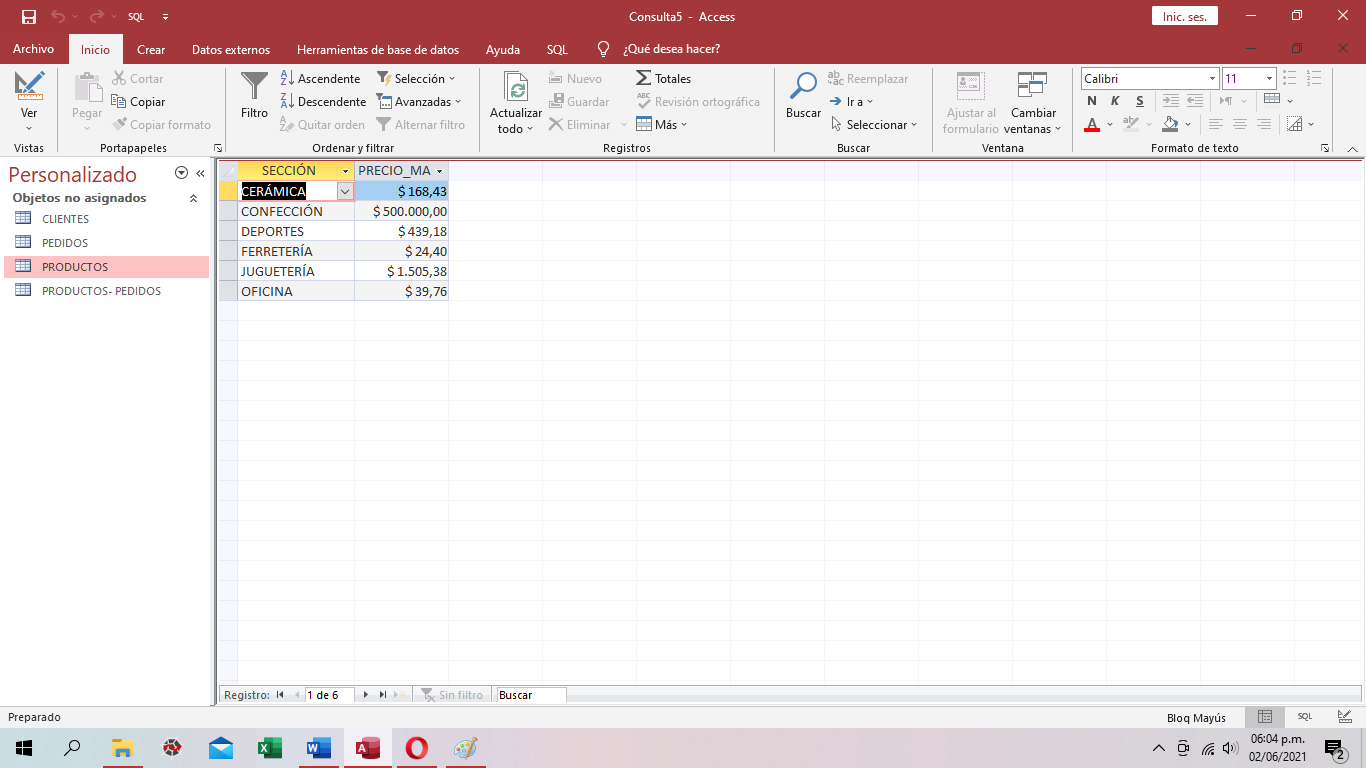 SQL
Consulta5 - Access
Inic. ses.
Archivo Inicio Crear Datos externos Herramientas de base de datos Ayuda SQL ¿Qué desea hacer?
Ver
Vistas
Pegar
Cortar
Copiar
Copiar formato
Portapapeles
Filtro
Ascendente
Descendente
Quitar orden
Selección
Avanzadas
Alternar filtro
Ordenar y filtrar
Actualizar
todo
Nuevo
Guardar
Eliminar
Totales
Revisión ortográfica
Más
Registros
Buscar
Reemplazar
Ir a
Seleccionar
Buscar
Ajustar al
formulario
Cambiar
ventanas
Ventana
Calibri 11
N K S
A
Formato de texto
Personalizado
Objetos no asignados
CLIENTES
PEDIDOS
PRODUCTOS
PRODUCTOS- PEDIDOS
SECCIÓN PRECIO_MA
CERÁMICA $ 168,43
CONFECCIÓN $ 500.000,00
DEPORTES $ 439,18
FERRETERÍA $ 24,40
JUGUETERÍA $ 1.505,38
OFICINA $ 39,76
Registro: 1 de 6 Sin filtro Buscar
Preparado
Bloq Mayús SQL
06:04 p.m.
02/06/2021
2